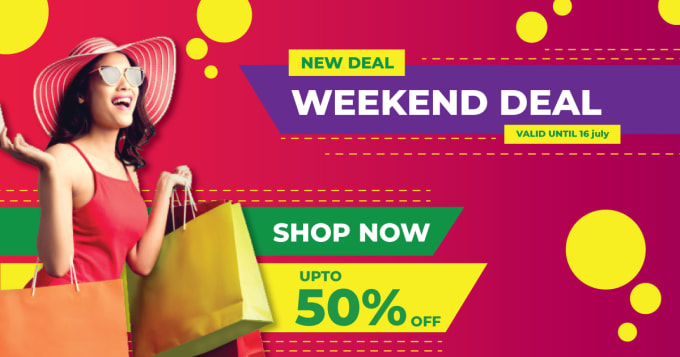 NEW DEAL
WEEKEND DEAL
VALID UNTIL 16 july
SHOP NOW
UPTO
50% OFF